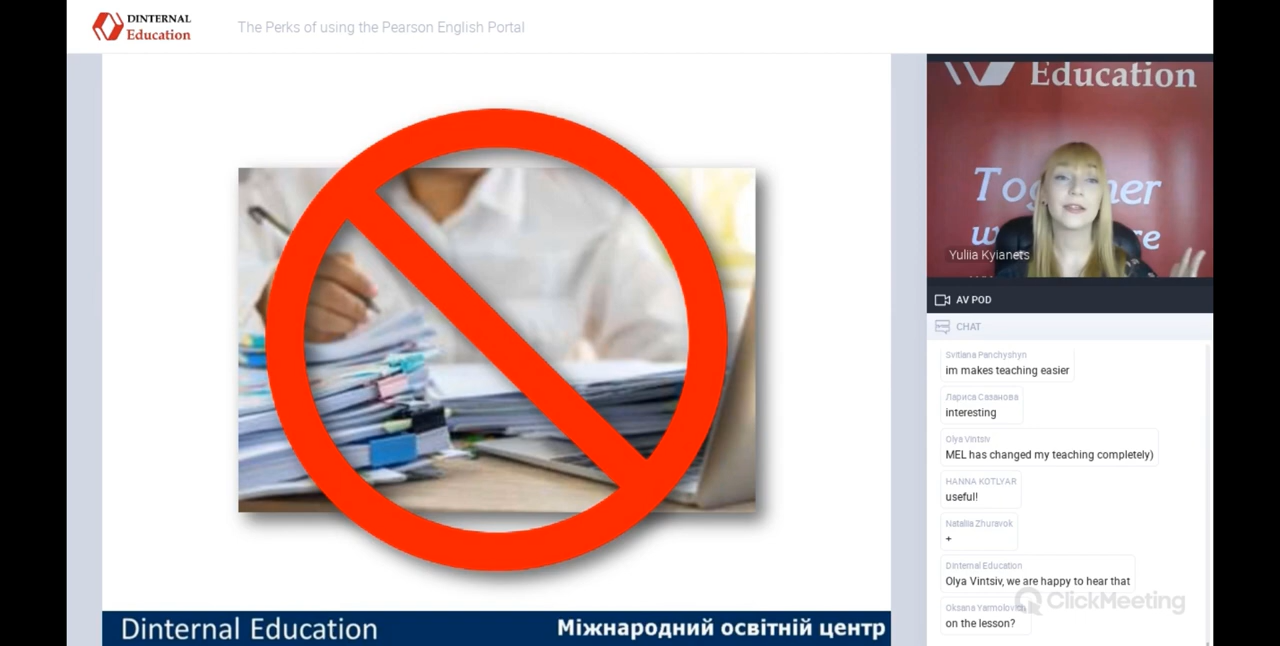 DINTERNAL
Education
The Perks of using the Pearson English Portal
Education
Yuliia Kyianets
AV POD
CHAT
Svitlana Panchyshyn
im makes teaching easier
Лариса Сазанова
interesting
Olya Vintsiv
MEL has changed my teaching completely)
HANNA KOTLYAR
useful!
Nataliia Zhuravok
+
Dinternal Education
Olya Vintsiv, we are happy to hear that
ClickMeeting
Oksana Yarmolovich
on the lesson?
Dinternal Education
Міжнародний освітній центр